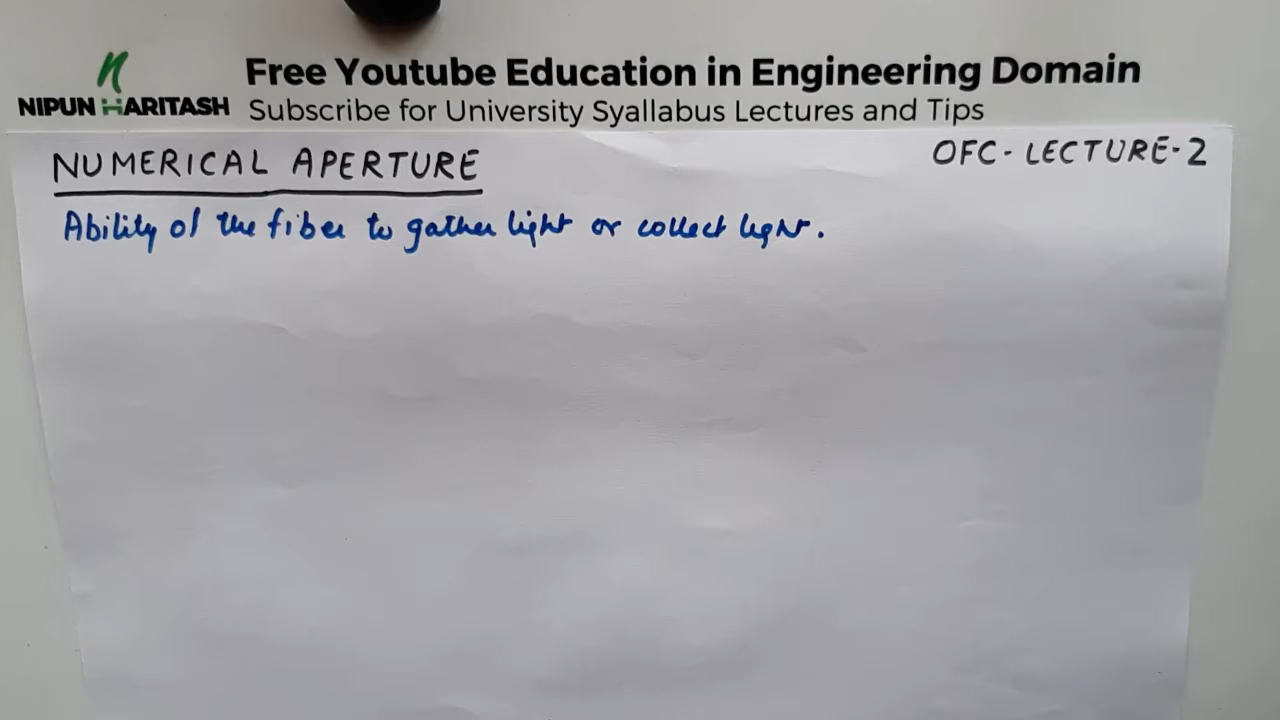 Free Youtube Education in Engineering Domain
NIPUN HARITASH
Subscribe for University Syallabus Lectures and Tips
NUMERICAL APERTURE
OFC - LECTURE - 2
Ability of the fiber to gather light or collect light.